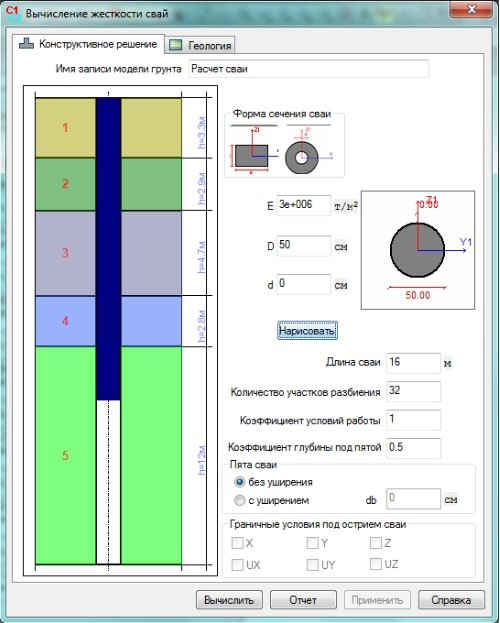 C1
Вычисление жесткости свай
Конструктивное решение
Геология
Имя записи модели грунта
Расчет сваи
1
h=3.3м
2
h=2.9м
3
h=4.7м
4
h=2.8м
5
h=12м
Форма сечения сваи
E 3e+006 т/м²
D 50 см
d 0 см
Z1
0.00
Y1
50.00
Нарисовать
Длина сваи 16 м
Количество участков разбиения 32
Коэффициент условий работы 1
Коэффициент глубины под пятой 0.5
Пята сваи
без уширения
с уширением db 0 см
Граничные условия под острием сваи
X Y Z
UX UY UZ
Вычислить Отчет Применить Справка